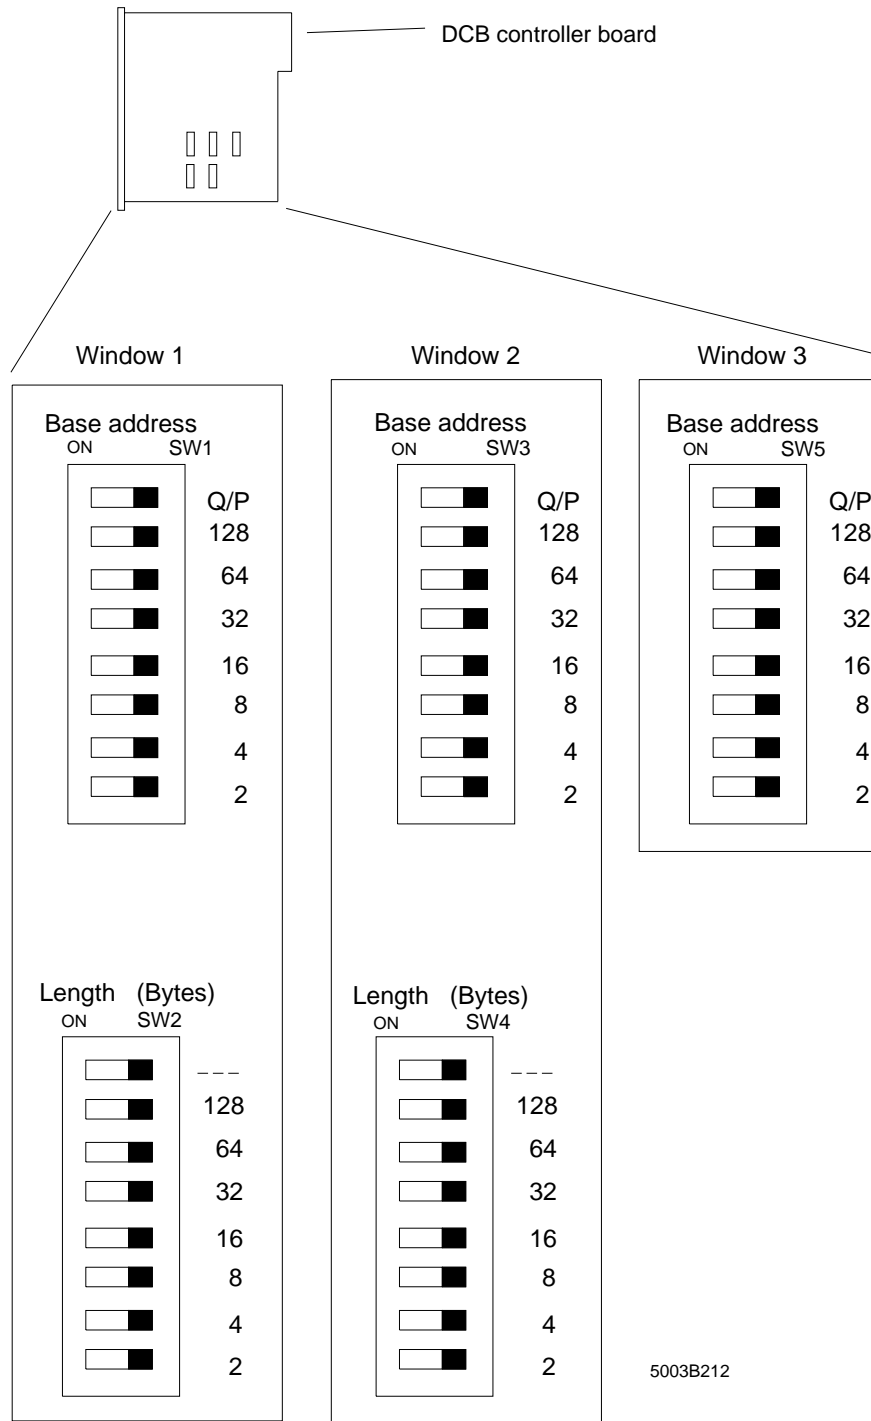 DCB controller board
Window 1
Base address
ON SW1
Q/P
128
64
32
16
8
4
2
Length (Bytes)
ON SW2
---
128
64
32
16
8
4
2
Window 2
Base address
ON SW3
Q/P
128
64
32
16
8
4
2
Length (Bytes)
ON SW4
---
128
64
32
16
8
4
2
Window 3
Base address
ON SW5
Q/P
128
64
32
16
8
4
2
5003B212